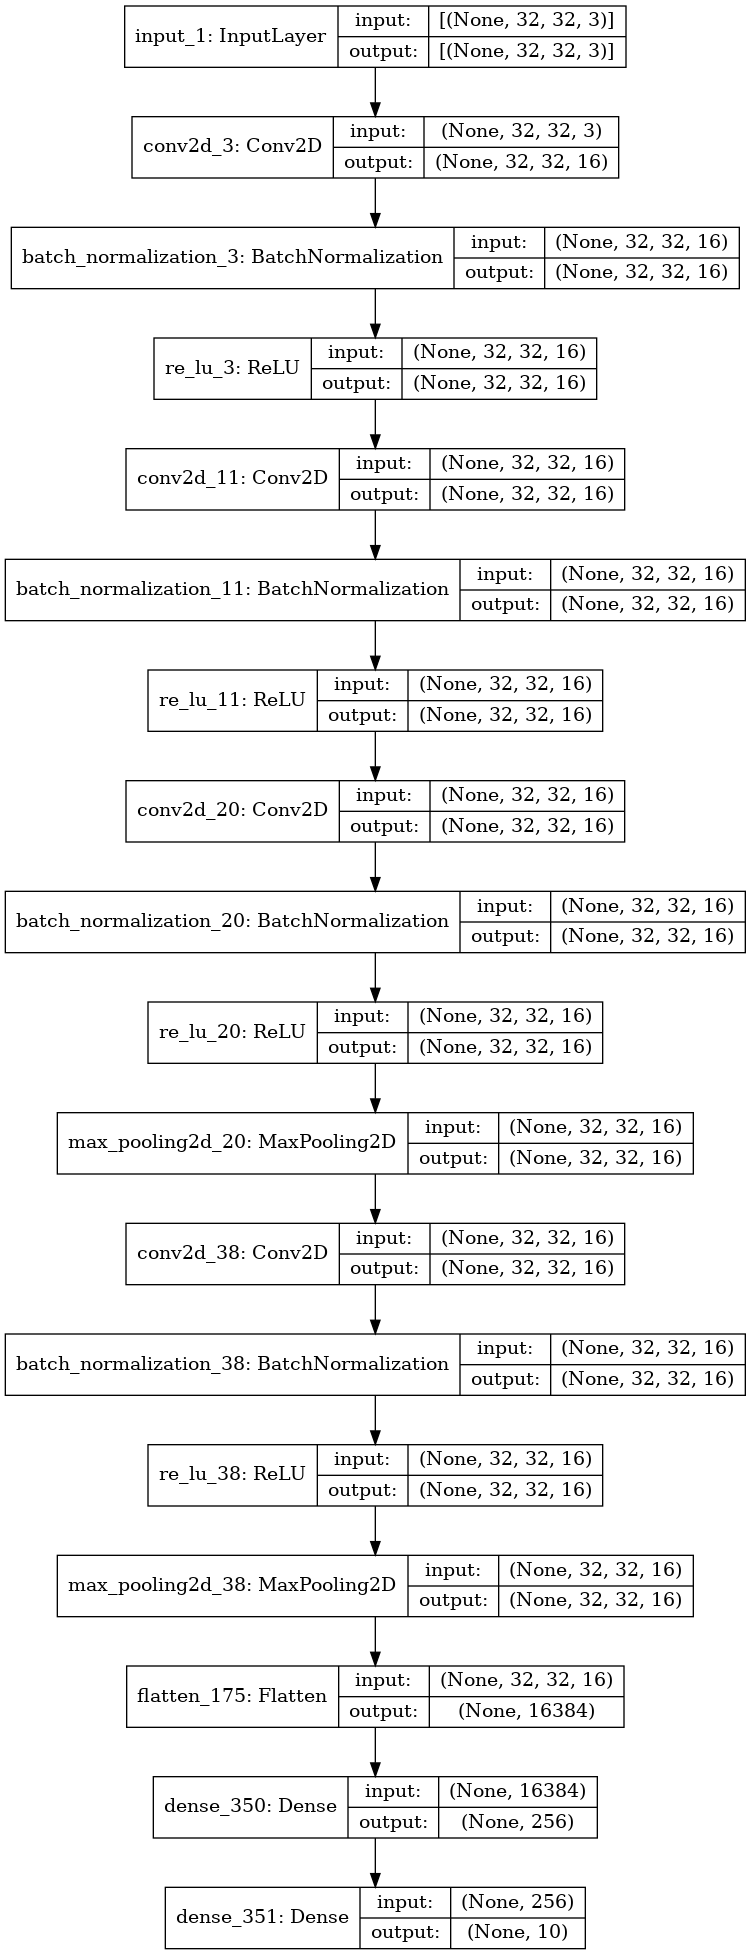 input_1: InputLayer
input: [(None, 32, 32, 3)]
output: [(None, 32, 32, 3)]
conv2d_3: Conv2D
input: (None, 32, 32, 3)
output: (None, 32, 32, 16)
batch_normalization_3: BatchNormalization
input: (None, 32, 32, 16)
output: (None, 32, 32, 16)
re_lu_3: ReLU
input: (None, 32, 32, 16)
output: (None, 32, 32, 16)
conv2d_11: Conv2D
input: (None, 32, 32, 16)
output: (None, 32, 32, 16)
batch_normalization_11: BatchNormalization
input: (None, 32, 32, 16)
output: (None, 32, 32, 16)
re_lu_11: ReLU
input: (None, 32, 32, 16)
output: (None, 32, 32, 16)
conv2d_20: Conv2D
input: (None, 32, 32, 16)
output: (None, 32, 32, 16)
batch_normalization_20: BatchNormalization
input: (None, 32, 32, 16)
output: (None, 32, 32, 16)
re_lu_20: ReLU
input: (None, 32, 32, 16)
output: (None, 32, 32, 16)
max_pooling2d_20: MaxPooling2D
input: (None, 32, 32, 16)
output: (None, 32, 32, 16)
conv2d_38: Conv2D
input: (None, 32, 32, 16)
output: (None, 32, 32, 16)
batch_normalization_38: BatchNormalization
input: (None, 32, 32, 16)
output: (None, 32, 32, 16)
re_lu_38: ReLU
input: (None, 32, 32, 16)
output: (None, 32, 32, 16)
max_pooling2d_38: MaxPooling2D
input: (None, 32, 32, 16)
output: (None, 32, 32, 16)
flatten_175: Flatten
input: (None, 32, 32, 16)
output: (None, 16384)
dense_350: Dense
input: (None, 16384)
output: (None, 256)
dense_351: Dense
input: (None, 256)
output: (None, 10)